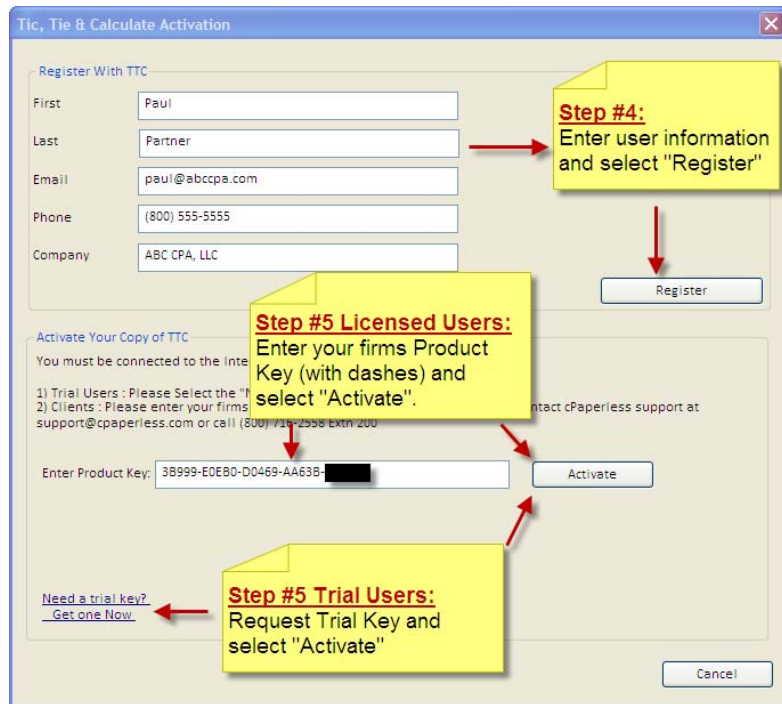 Tic, Tie & Calculate Activation
Register With TTC
First
Paul
Last
Partner
Email
paul@abccpa.com
Phone
(800) 555-5555
Company
ABC CPA, LLC
Step #4:
Enter user information
and select "Register"
Register
Step #5 Licensed Users:
Enter your firms Product
Key (with dashes) and
select "Activate".
Activate Your Copy of TTC
You must be connected to the
1) Trial Users : Please Select the
2) Clients : Please enter your firms cPaperless support at
support@cpaperless.com or call (800) 716-2558 Extn 200
Enter Product Key:
3B999-E0EB0-D0469-AA63B-
Activate
Need a trial key?
Get one Now
Step #5 Trial Users:
Request Trial Key and
select "Activate"
Cancel